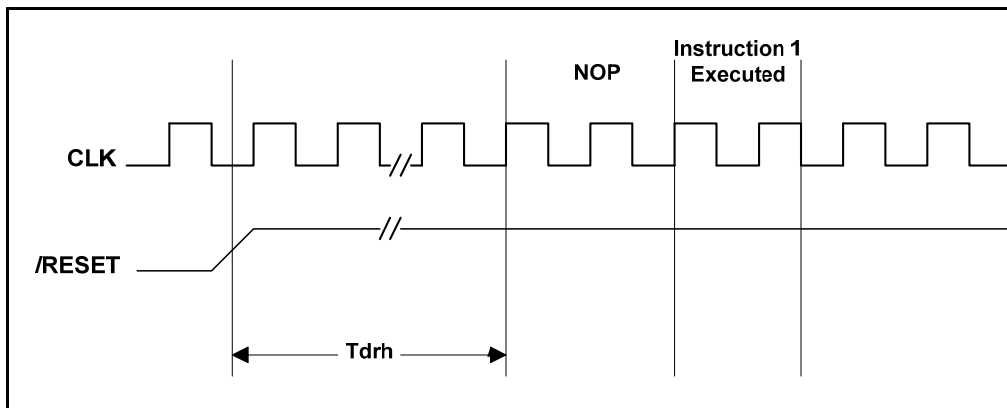 Instruction 1
Executed
NOP
CLK
/RESET
Tdrh